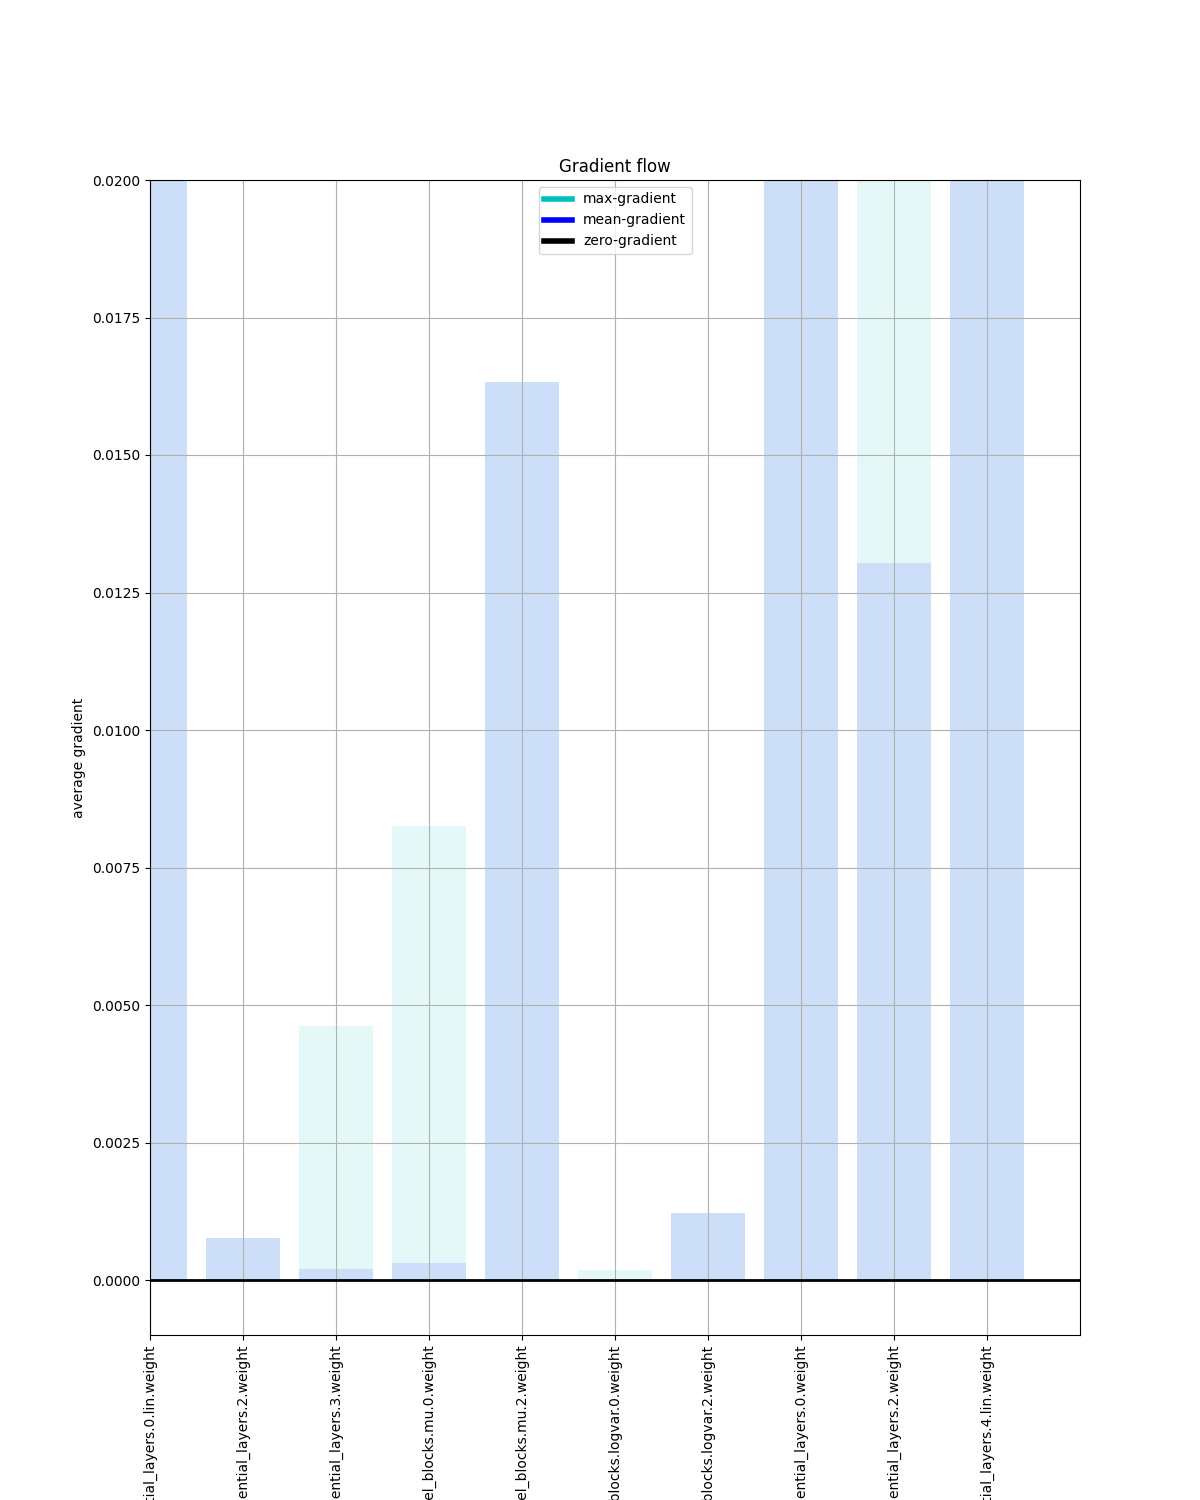 Gradient flow
max-gradient
mean-gradient
zero-gradient
0.0200
0.0175
0.0150
0.0125
0.0100
0.0075
0.0050
0.0025
0.0000
average gradient
tial_layers.0.lin.weight
ential_layers.2.weight
ential_layers.3.weight
el_blocks.mu.0.weight
el_blocks.mu.2.weight
blocks.logvar.0.weight
blocks.logvar.2.weight
ential_layers.0.weight
ential_layers.2.weight
tial_layers.4.lin.weight